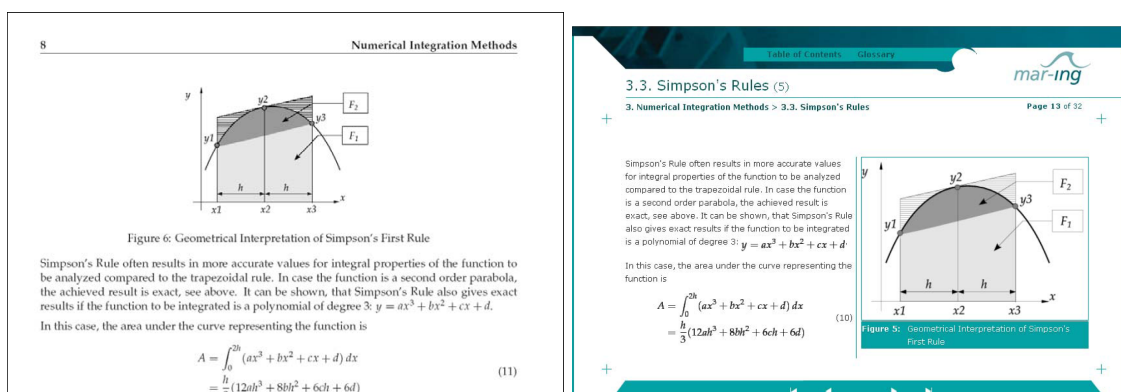 8 Numerical Integration Methods
y
y2
F2
y3
y1
F1
h h
x1 x2 x3 x
Figure 6: Geometrical Interpretation of Simpson's First Rule
Simpson's Rule often results in more accurate values for integral properties of the function to
be analyzed compared to the trapezoidal rule. In case the function is a second order parabola,
the achieved result is exact, see above. It can be shown, that Simpson's Rule also gives exact
results if the function to be integrated is a polynomial of degree 3: y = ax³ + bx² + cx + d.
In this case, the area under the curve representing the function is
A = ∫₀²ʰ (ax³ + bx² + cx + d) dx
(11)
= h/3 (12ah³ + 8bh² + 6ch + 6d)
Table of Contents Glossary
mar-ing
3.3. Simpson's Rules (5)
3. Numerical Integration Methods > 3.3. Simpson's Rules Page 13 of 32
Simpson's Rule often results in more accurate values
for integral properties of the function to be analyzed
compared to the trapezoidal rule. In case the function
is a second order parabola, the achieved result is
exact, see above. It can be shown, that Simpson's Rule
also gives exact results if the function to be integrated
is a polynomial of degree 3: y = ax³ + bx² + cx + d.
In this case, the area under the curve representing the
function is
A = ∫₀²ʰ (ax³ + bx² + cx + d) dx
(10)
= h/3 (12ah³ + 8bh² + 6ch + 6d)
y
y2
F2
y3
y1
F1
h h
x1 x2 x3 x
Figure 5: Geometrical Interpretation of Simpson's
First Rule